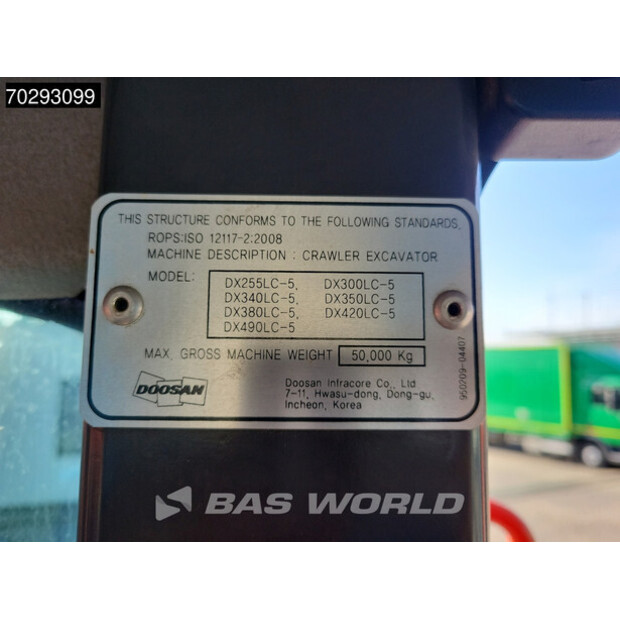 70293099
THIS STRUCTURE CONFORMS TO THE FOLLOWING STANDARDS.
ROPS:ISO 12117-2:2008
MACHINE DESCRIPTION : CRAWLER EXCAVATOR
MODEL:
DX255LC-5, DX300LC-5
DX340LC-5, DX350LC-5
DX380LC-5, DX420LC-5
DX490LC-5
MAX. GROSS MACHINE WEIGHT 50,000 Kg
DOOSAN
Doosan Infracore Co., Ltd
7-11, Hwasu-dong, Dong-gu,
Incheon, Korea
950209-04407
BAS WORLD